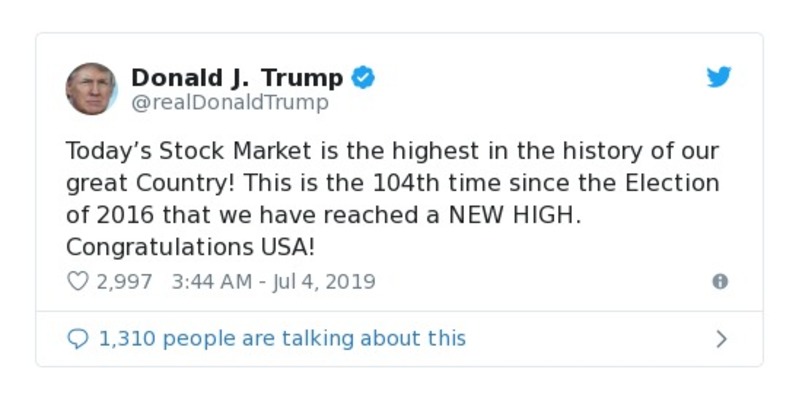 Donald J. Trump
@realDonaldTrump
Today’s Stock Market is the highest in the history of our
great Country! This is the 104th time since the Election
of 2016 that we have reached a NEW HIGH.
Congratulations USA!
2,997 3:44 AM - Jul 4, 2019
1,310 people are talking about this